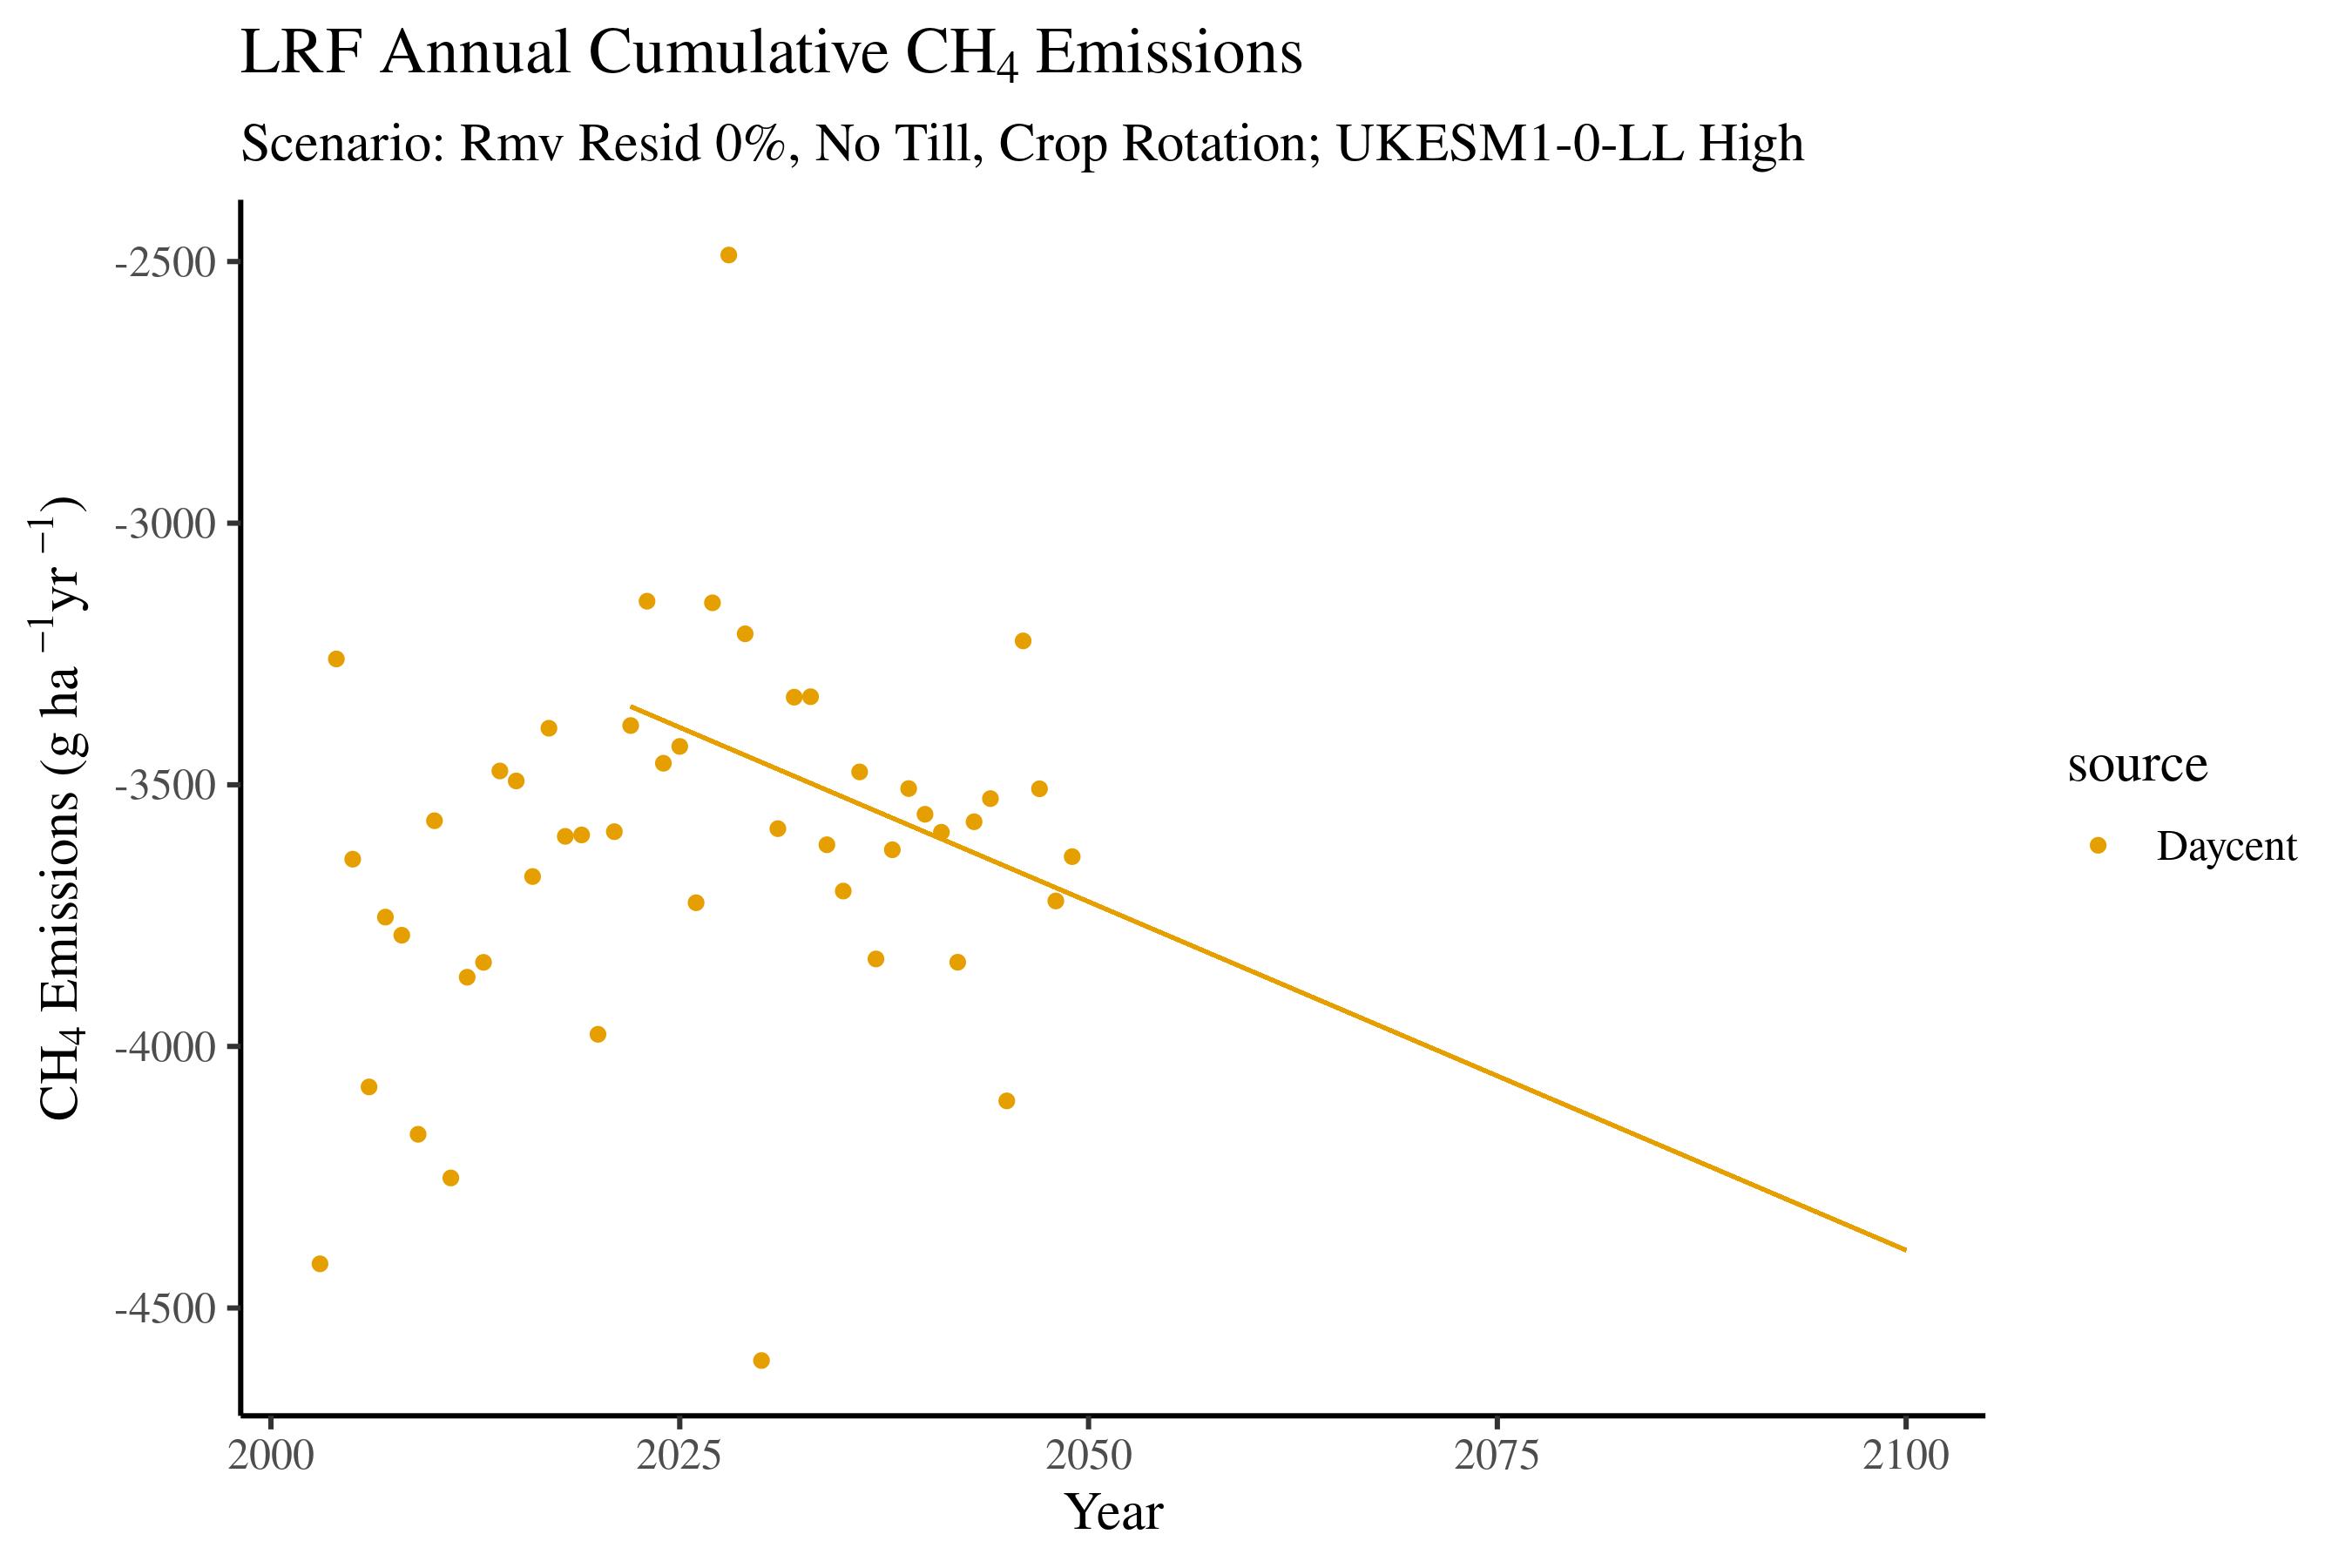 LRF Annual Cumulative CH₄ Emissions
Scenario: Rmv Resid 0%, No Till, Crop Rotation; UKESM1-0-LL High
CH₄ Emissions (g ha ⁻¹yr ⁻¹)
-2500
-3000
-3500
-4000
-4500
2000
2025
2050
2075
2100
Year
source
Daycent